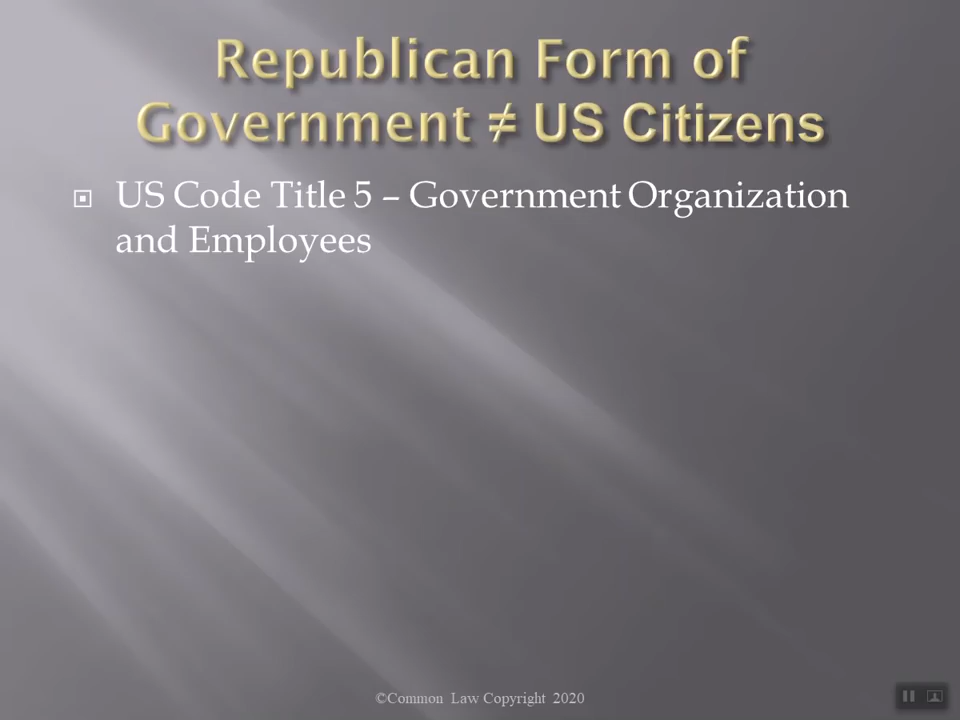 Republican Form of
Government ≠ US Citizens
US Code Title 5 – Government Organization
and Employees
©Common Law Copyright 2020